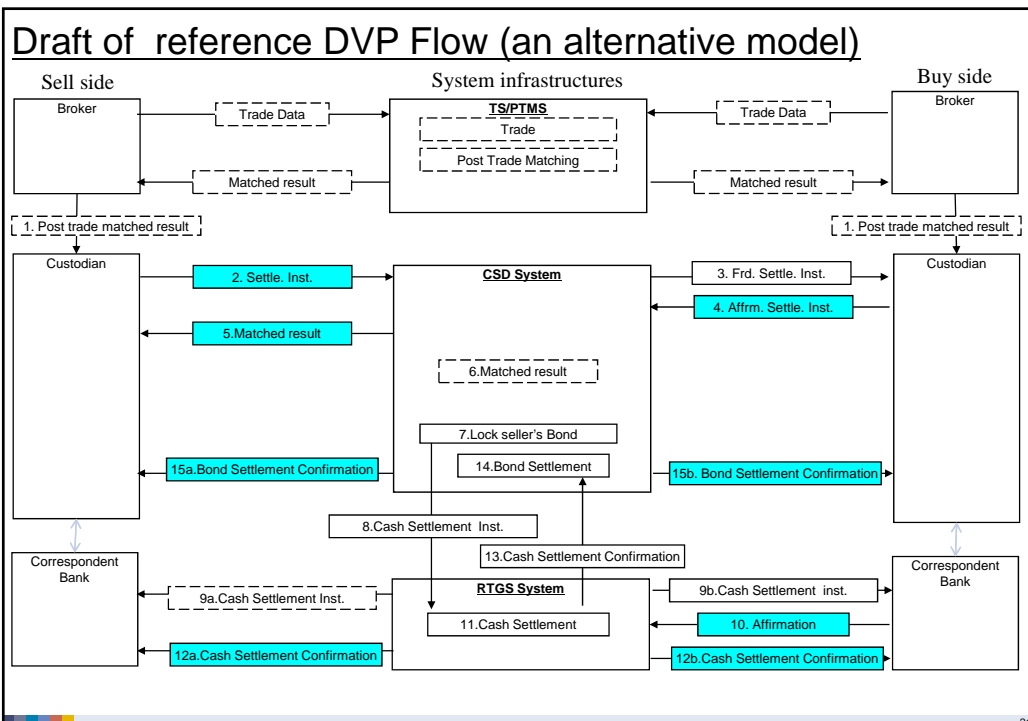 Draft of  reference DVP Flow (an alternative model)
Sell side
System infrastructures
Buy side
Broker
Trade Data
TS/PTMS
Trade
Post Trade Matching
Trade Data
Broker
Matched result
Matched result
1. Post trade matched result
1. Post trade matched result
Custodian
2. Settle. Inst.
CSD System
3. Frd. Settle. Inst.
Custodian
4. Affrm. Settle. Inst.
5.Matched result
6.Matched result
7.Lock seller's Bond
14.Bond Settlement
15a.Bond Settlement Confirmation
15b. Bond Settlement Confirmation
8.Cash Settlement  Inst.
13.Cash Settlement Confirmation
Correspondent
Bank
9a.Cash Settlement Inst.
RTGS System
9b.Cash Settlement  inst.
Correspondent
Bank
11.Cash Settlement
10. Affirmation
12a.Cash Settlement Confirmation
12b.Cash Settlement Confirmation